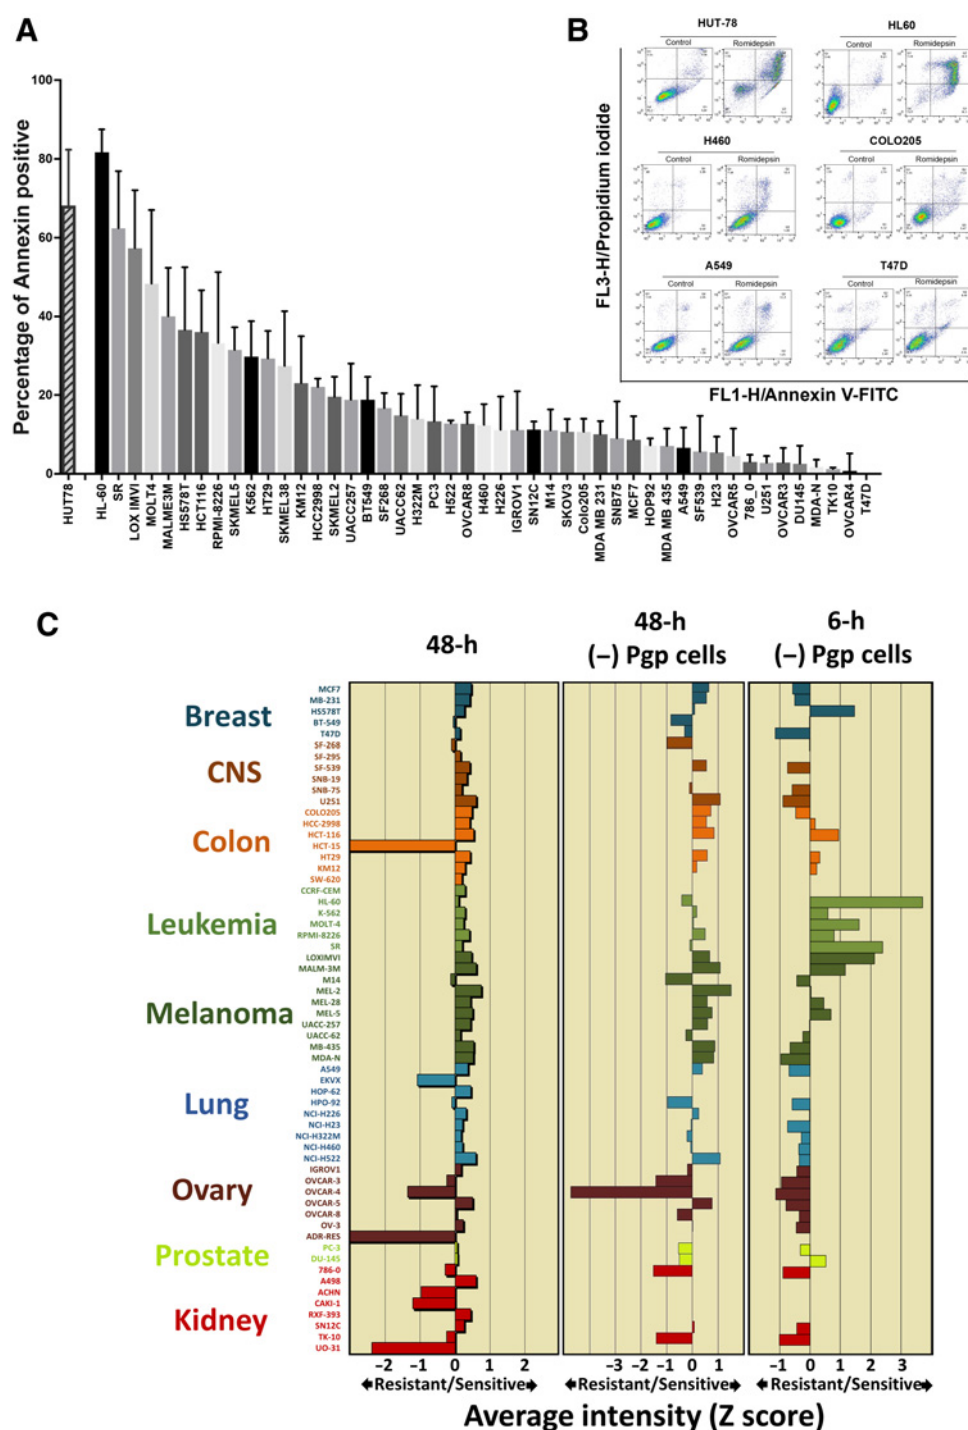 A
Percentage of Annexin positive
100
80
60
40
20
0
HUT78
HL-60
SR
LOX IMVI
MOLT4
MALME3M
HS578T
HCT116
RPMI-8226
SKMEL5
K562
HT29
SKMEL38
KM12
HCC2998
SKMEL2
UACC257
BT549
SF268
UACC62
H322M
PC3
H522
OVCAR8
H460
H226
IGROV1
SN12C
M14
SKOV3
Colo205
MDA MB 231
SNB75
MCF7
HOP92
MDA MB 435
A549
SF539
H23
OVCAR5
786_0
U251
OVCAR3
DU145
MDA-N
TK10
OVCAR4
T47D
B
FL3-H/Propidium iodide
HUT-78
HL60
Control
Romidepsin
Control
Romidepsin
H460
COLO205
Control
Romidepsin
Control
Romidepsin
A549
T47D
Control
Romidepsin
Control
Romidepsin
FL1-H/Annexin V-FITC
C
48-h
48-h
(−) Pgp cells
6-h
(−) Pgp cells
Breast
MCF7
MB-231
HS578T
BT-549
T47D
CNS
SF-268
SF-295
SF-539
SNB-19
SNB-75
U251
Colon
COLO205
HCC-2998
HCT-116
HCT-15
HT29
KM12
SW-620
Leukemia
CCRF-CEM
HL-60
K-562
MOLT-4
RPMI-8226
SR
Melanoma
LOXIMVI
MALM-3M
M14
MEL-2
MEL-28
MEL-5
UACC-257
UACC-62
MB-435
MDA-N
Lung
A549
EKVX
HOP-62
HPO-92
NCI-H226
NCI-H23
NCI-H322M
NCI-H460
NCI-H522
Ovary
IGROV1
OVCAR-3
OVCAR-4
OVCAR-5
OVCAR-8
OV-3
ADR-RES
Prostate
PC-3
DU-145
Kidney
786-0
A498
ACHN
CAKI-1
RXF-393
SN12C
TK-10
UO-31
−2 −1 0 1 2
−3 −2 −1 0 1
−1 0 1 2 3
Resistant/Sensitive
Resistant/Sensitive
Resistant/Sensitive
Average intensity (Z score)